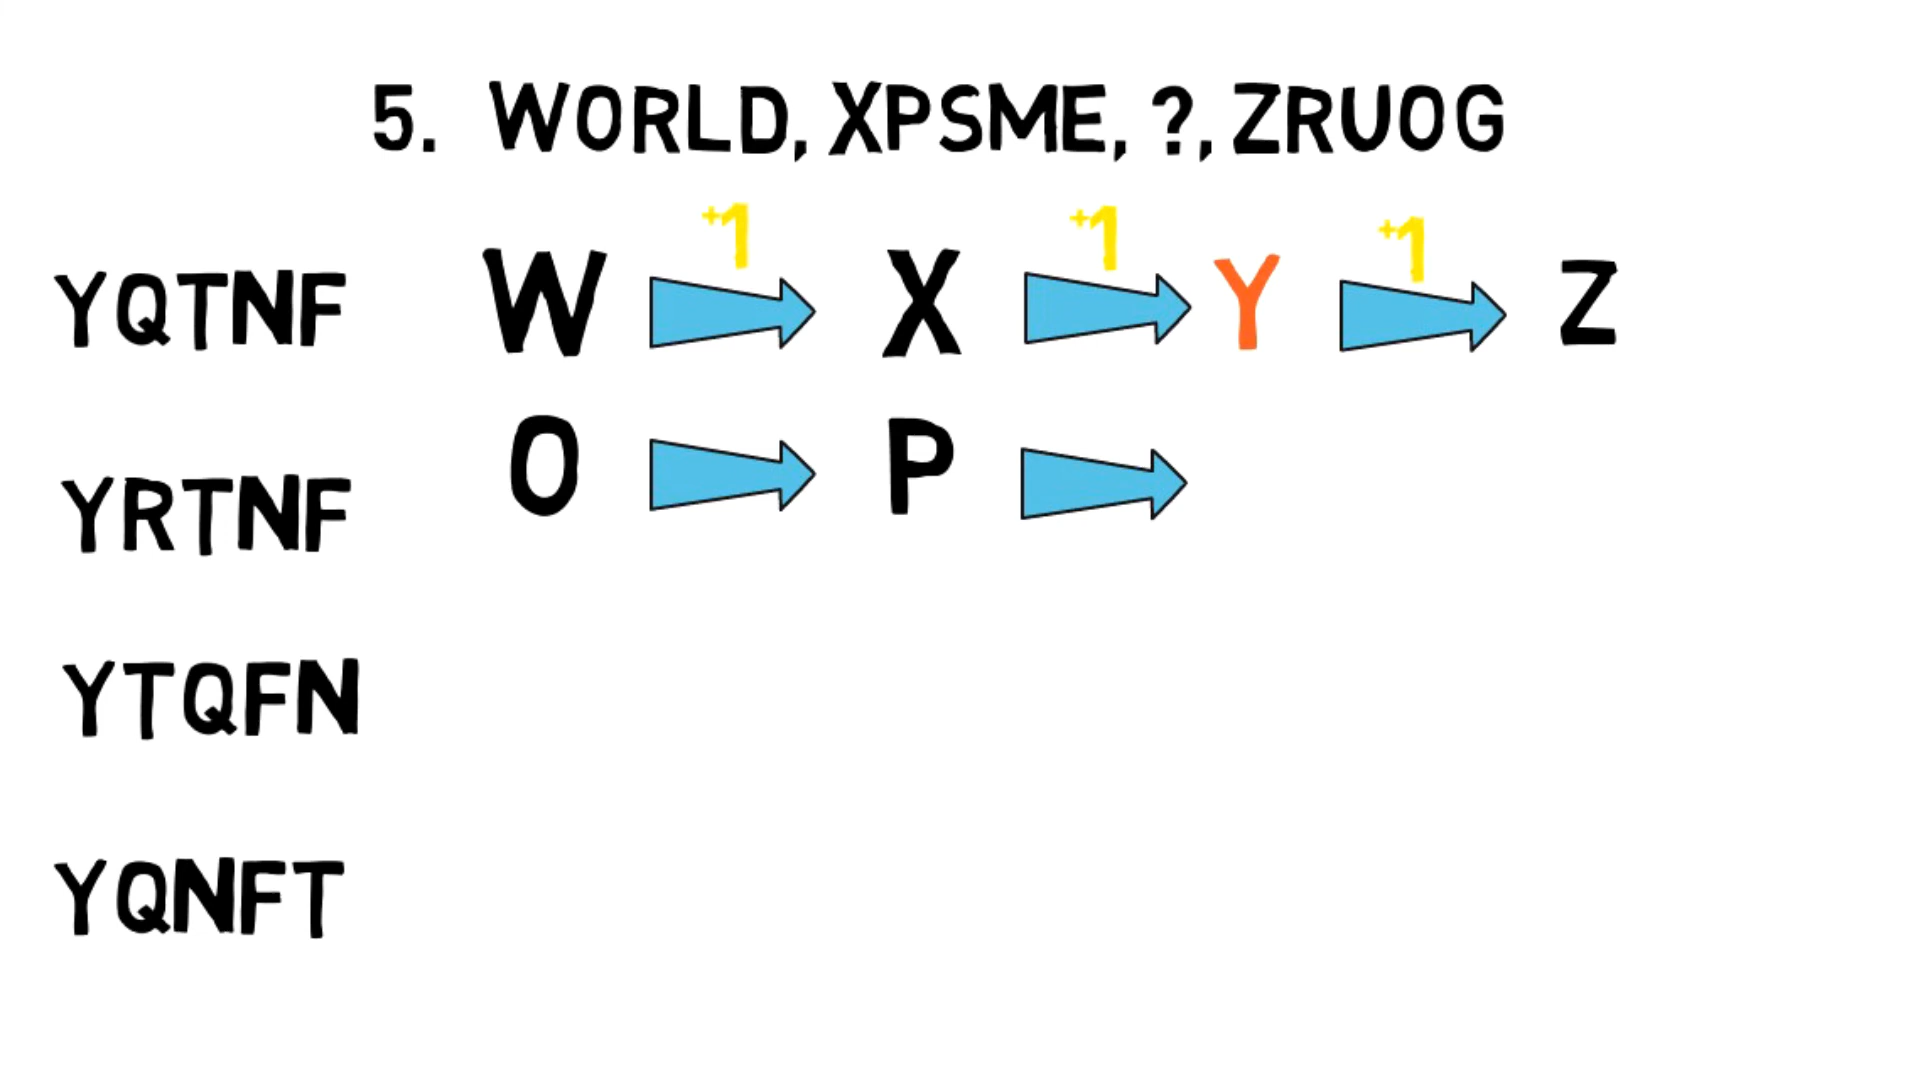 5. WORLD, XPSME, ?, ZRUOG
+1 +1 +1
YQTNF W X Y Z
O P
YRTNF
YTQFN
YQNFT